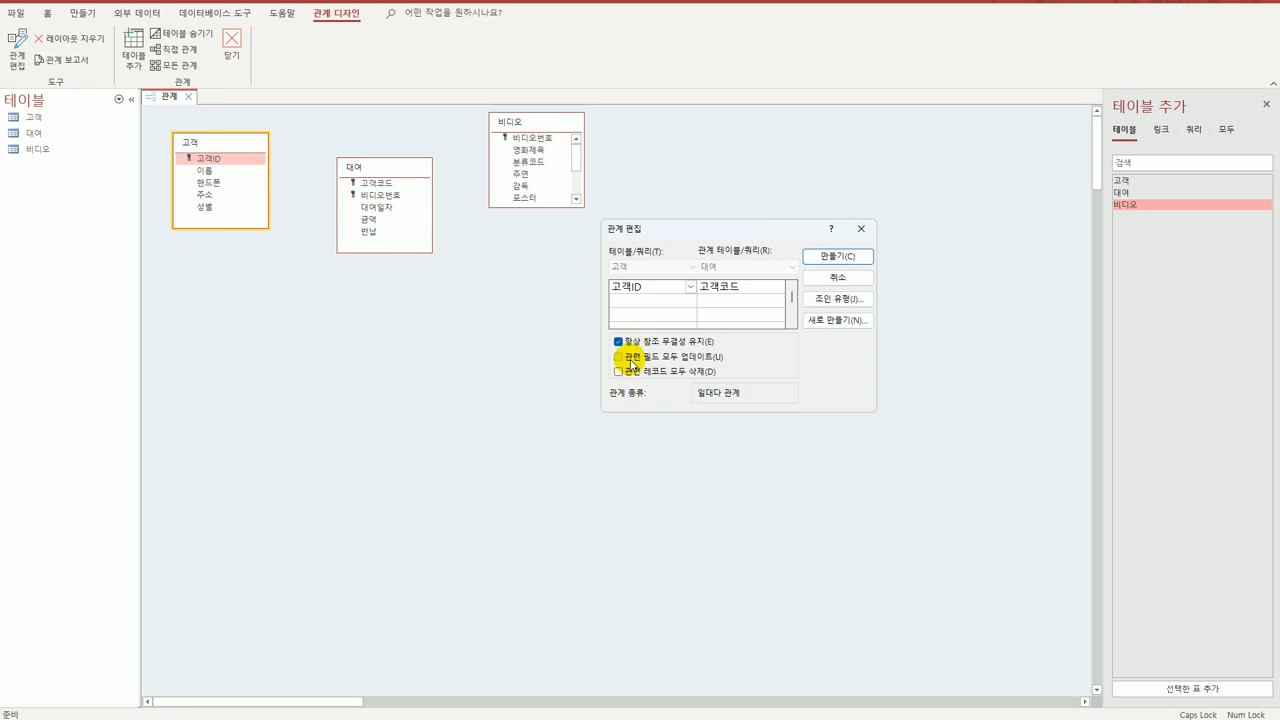 파일 홈 만들기 외부 데이터 데이터베이스 도구 도움말 관계 디자인 어떤 작업을 원하시나요?
관계 편집
레이아웃 지우기
관계 보고서
도구
테이블 추가
테이블 숨기기
직접 관계
모든 관계
관계
닫기
테이블
고객
대여
비디오
관계
고객
고객ID
이름
핸드폰
주소
성별
대여
고객코드
비디오번호
대여일자
금액
반납
비디오
비디오번호
영화제목
분류코드
주연
감독
포스터
관계 편집
테이블/쿼리(T): 관계 테이블/쿼리(R):
고객 대여
고객ID 고객코드
항상 참조 무결성 유지(E)
관련 필드 모두 업데이트(U)
관련 레코드 모두 삭제(D)
관계 종류: 일대다 관계
만들기(C)
취소
조인 유형(J)...
새로 만들기(N)...
테이블 추가
테이블 링크 쿼리 모두
검색
고객
대여
비디오
선택한 표 추가
준비
Caps Lock Num Lock